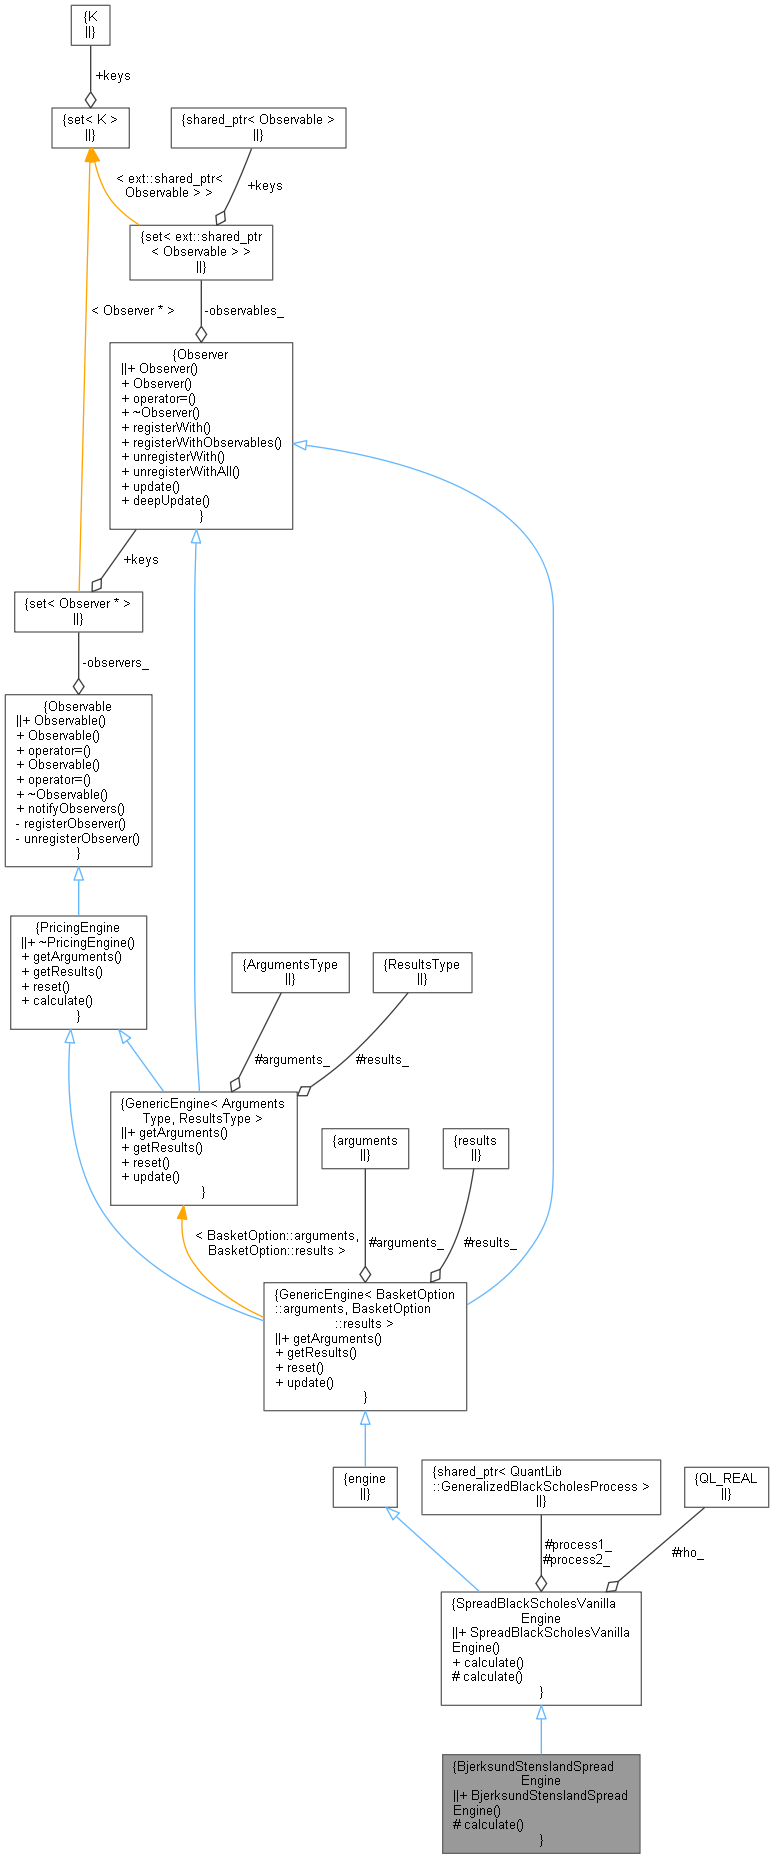 {K
||}
+keys
{set< K >
||}
{shared_ptr< Observable >
||}
< ext::shared_ptr<
Observable > >
+keys
{set< ext::shared_ptr
< Observable > >
||}
< Observer * >
-observables_
{Observer
||+ Observer()
+ Observer()
+ operator=()
+ ~Observer()
+ registerWith()
+ registerWithObservables()
+ unregisterWith()
+ unregisterWithAll()
+ update()
+ deepUpdate()
}
+keys
{set< Observer * >
||}
-observers_
{Observable
||+ Observable()
+ Observable()
+ operator=()
+ Observable()
+ operator=()
+ ~Observable()
+ notifyObservers()
- registerObserver()
- unregisterObserver()
}
{PricingEngine
||+ ~PricingEngine()
+ getArguments()
+ getResults()
+ reset()
+ calculate()
}
{ArgumentsType
||}
{ResultsType
||}
#arguments_
#results_
{GenericEngine< Arguments
Type, ResultsType >
||+ getArguments()
+ getResults()
+ reset()
+ update()
}
{arguments
||}
{results
||}
< BasketOption::arguments,
BasketOption::results >
#arguments_
#results_
{GenericEngine< BasketOption
::arguments, BasketOption
::results >
||+ getArguments()
+ getResults()
+ reset()
+ update()
}
{engine
||}
{shared_ptr< QuantLib
::GeneralizedBlackScholesProcess >
||}
{QL_REAL
||}
#process1_
#process2_
#rho_
{SpreadBlackScholesVanilla
Engine
||+ SpreadBlackScholesVanilla
Engine()
+ calculate()
# calculate()
}
{BjerksundStenslandSpread
Engine
||+ BjerksundStenslandSpread
Engine()
# calculate()
}